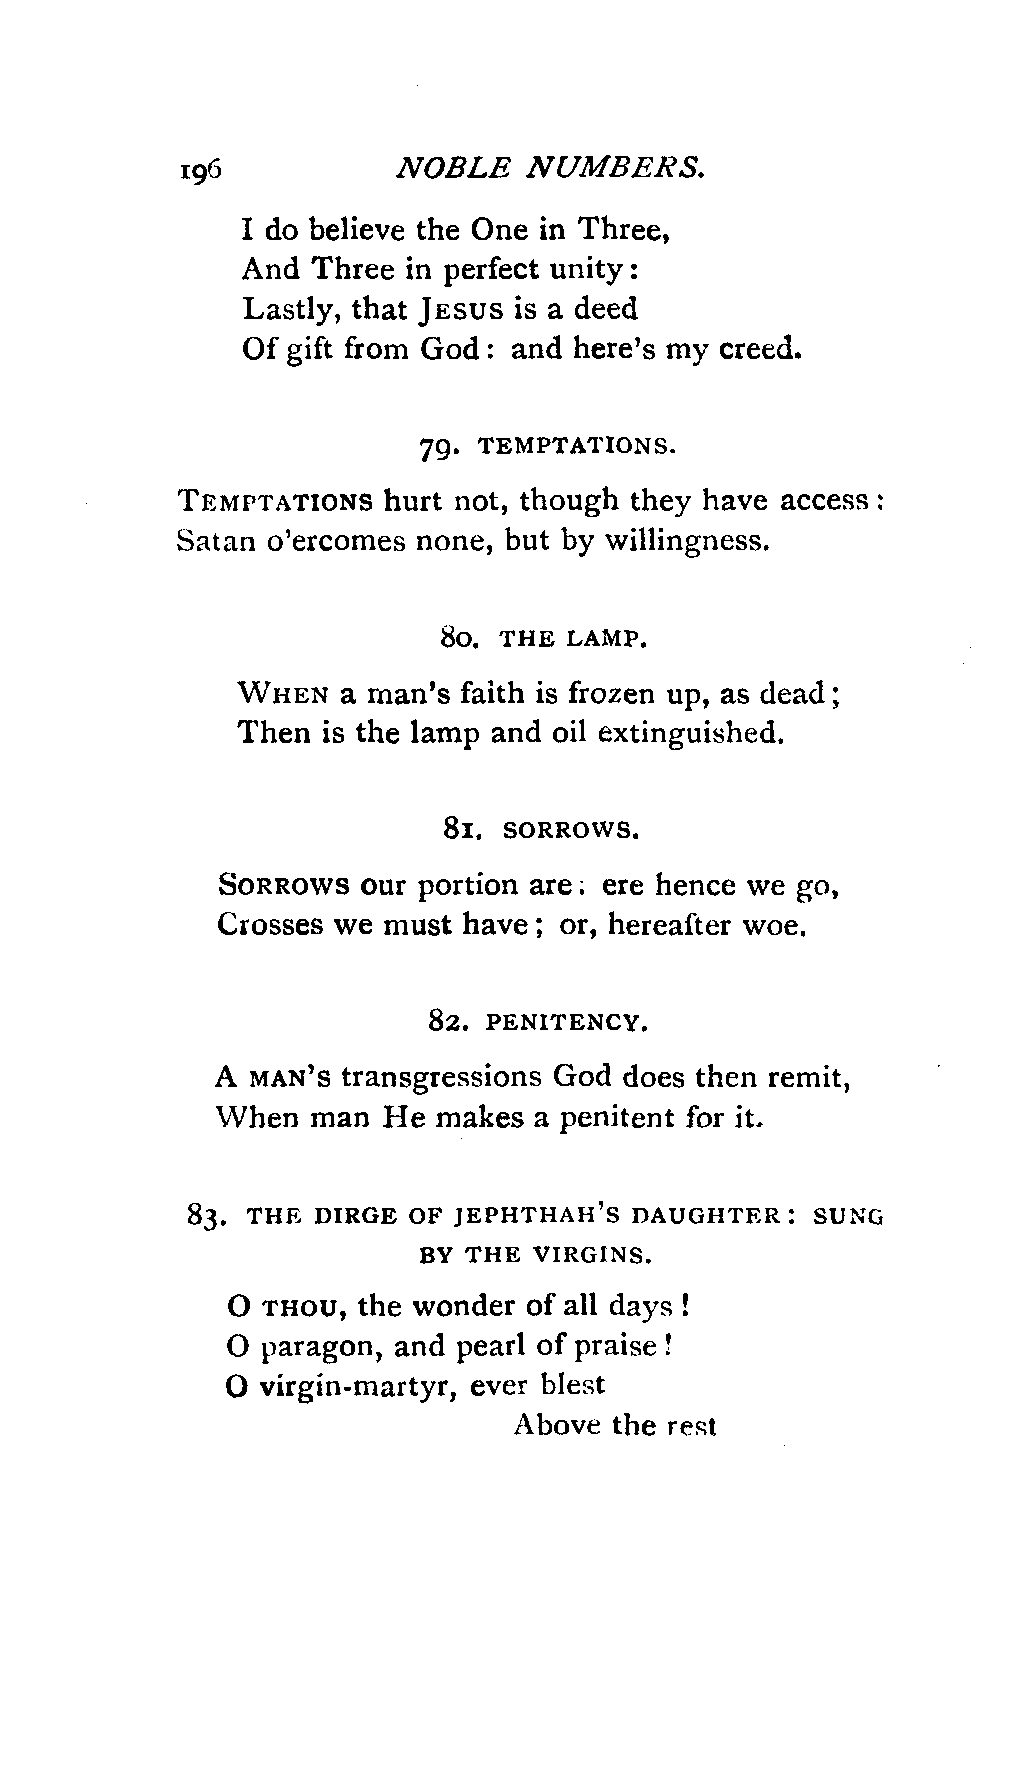 196 NOBLE NUMBERS.
I do believe the One in Three,
And Three in perfect unity:
Lastly, that JESUS is a deed
Of gift from God: and here's my creed.
79. TEMPTATIONS.
TEMPTATIONS hurt not, though they have access:
Satan o'ercomes none, but by willingness.
80. THE LAMP.
WHEN a man's faith is frozen up, as dead;
Then is the lamp and oil extinguished.
81. SORROWS.
SORROWS our portion are: ere hence we go,
Crosses we must have; or, hereafter woe.
82. PENITENCY.
A MAN'S transgressions God does then remit,
When man He makes a penitent for it.
83. THE DIRGE OF JEPHTHAH'S DAUGHTER: SUNG
BY THE VIRGINS.
O THOU, the wonder of all days!
O paragon, and pearl of praise!
O virgin-martyr, ever blest
Above the rest